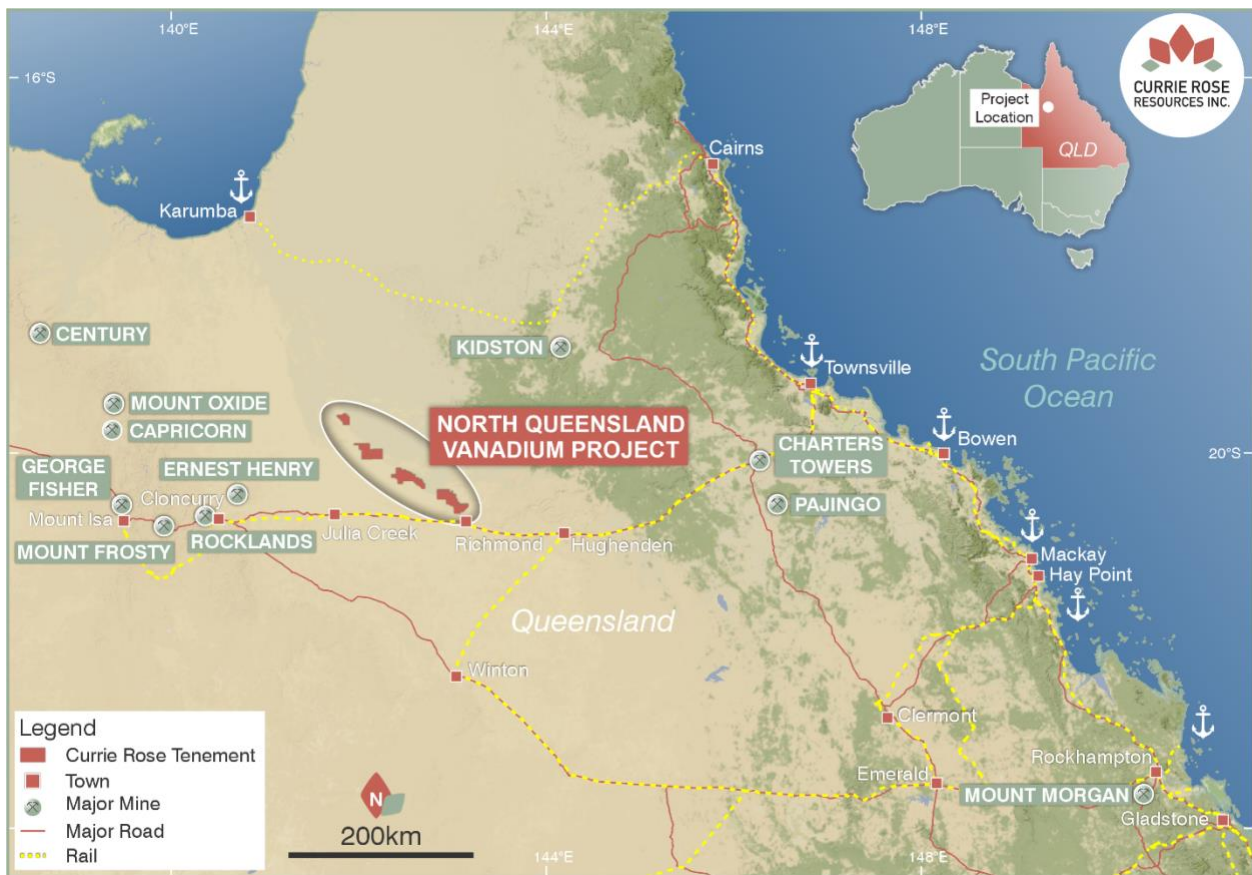 140°E
144°E
148°E
16°S
CURRIE ROSE
RESOURCES INC.
Project
Location
QLD
Cairns
Karumba
CENTURY
KIDSTON
South Pacific
Ocean
Townsville
MOUNT OXIDE
CAPRICORN
NORTH QUEENSLAND
VANADIUM PROJECT
CHARTERS
TOWERS
Bowen
20°S
GEORGE
FISHER
ERNEST HENRY
Cloncurry
PAJINGO
Mount Isa
MOUNT FROSTY
ROCKLANDS
Julia Creek
Richmond
Hughenden
Mackay
Hay Point
Queensland
Winton
Clermont
Legend
Currie Rose Tenement
Town
Major Mine
Major Road
Rail
N
200km
Rockhampton
Emerald
MOUNT MORGAN
Gladstone
144°E
148°E